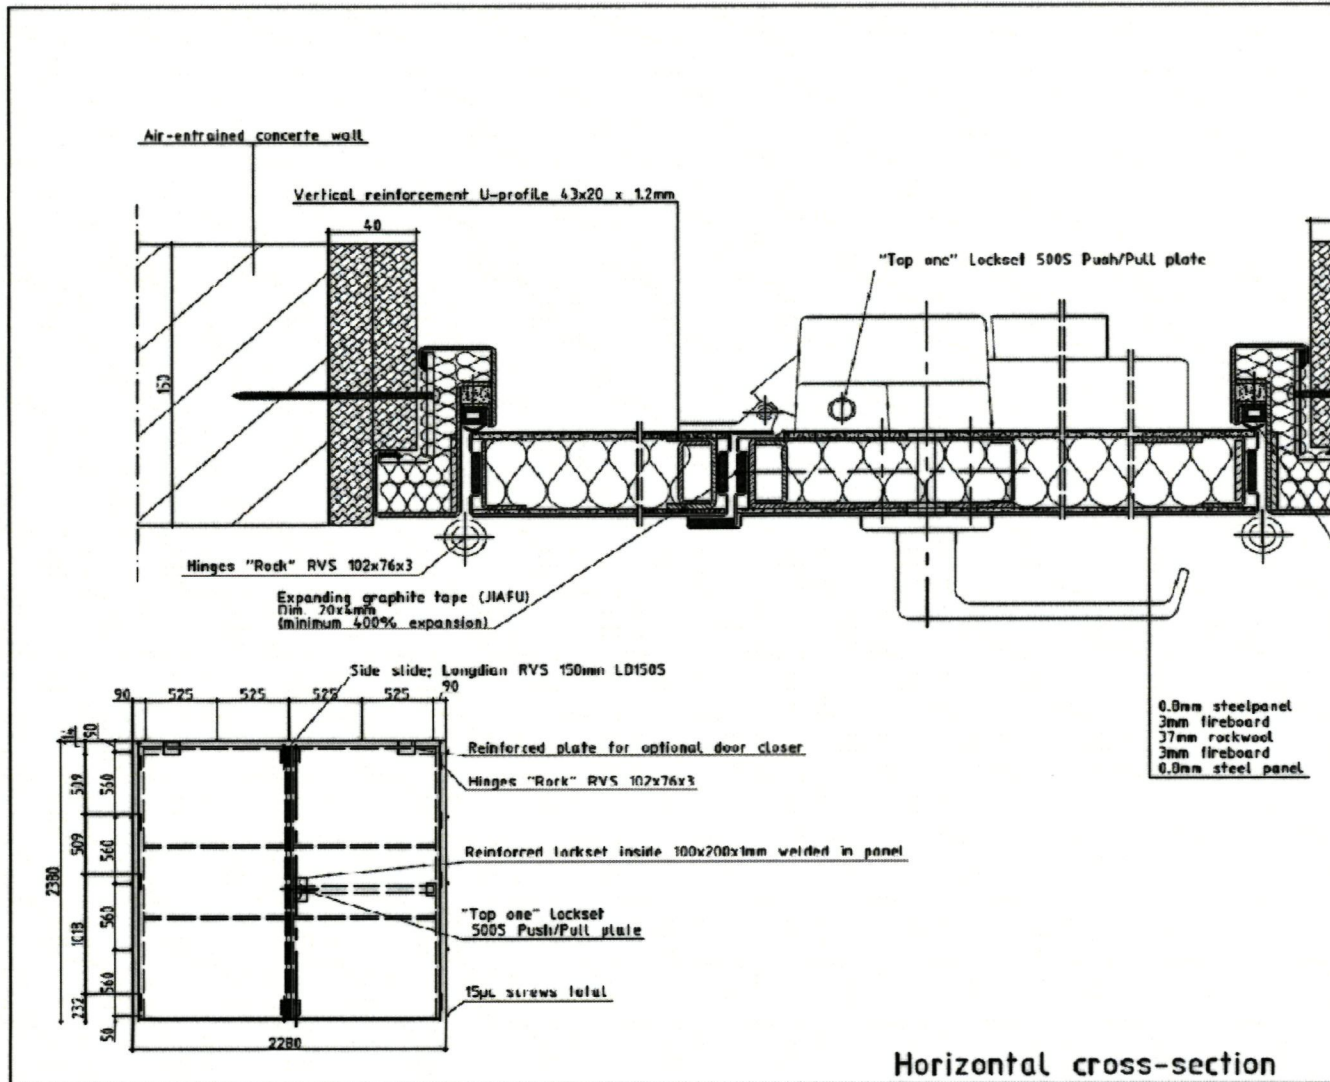 Air-entrained concerte wall
Vertical reinforcement U-profile 43x20 x 1.2mm
40
"Top one" Lockset 500S Push/Pull plate
150
Hinges "Rock" RVS 102x76x3
Expanding graphite tape (JIAFU)
Dim. 20x4mm
(minimum 400% expansion)
Side slide; Longdian RVS 150mm LD150S
90 525 525 525 525 90
0.8mm steelpanel
3mm fireboard
37mm rockwool
3mm fireboard
0.8mm steel panel
14 50
Reinforced plate for optional door closer
509 560
Hinges "Rock" RVS 102x76x3
509 560
Reinforced lockset inside 100x200x1mm welded in panel
2380
1018 560
"Top one" Lockset
500S Push/Pull plate
560
232
15pc screws total
50
2280
Horizontal cross-section